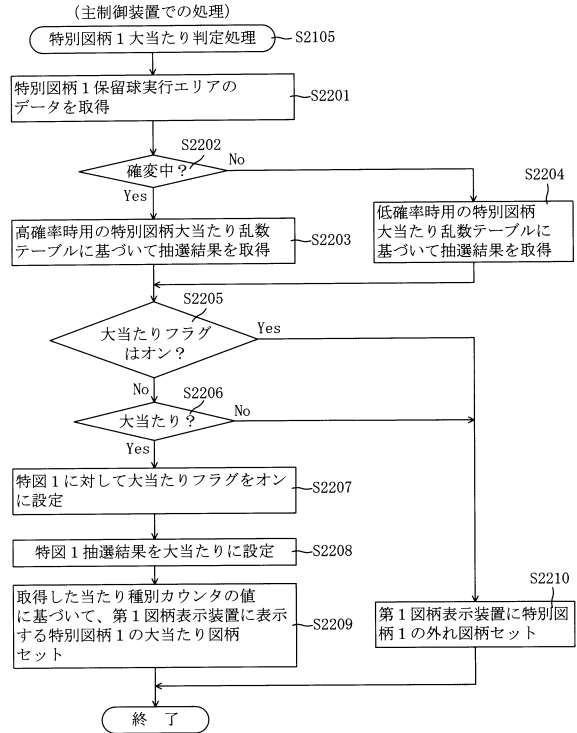 (主制御装置での処理)
特別図柄1大当たり判定処理
S2105
特別図柄1保留球実行エリアの
データを取得
S2201
S2202
確変中?
No
Yes
S2204
高確率時用の特別図柄大当たり乱数
テーブルに基づいて抽選結果を取得
S2203
低確率時用の特別図柄
大当たり乱数テーブルに
基づいて抽選結果を取得
S2205
大当たりフラグ
はオン?
Yes
No
S2206
大当たり?
No
Yes
特図1に対して大当たりフラグをオン
に設定
S2207
特図1抽選結果を大当たりに設定
S2208
取得した当たり種別カウンタの値
に基づいて、第1図柄表示装置に表示
する特別図柄1の大当たり図柄
セット
S2209
S2210
第1図柄表示装置に特別図
柄1の外れ図柄セット
終 了